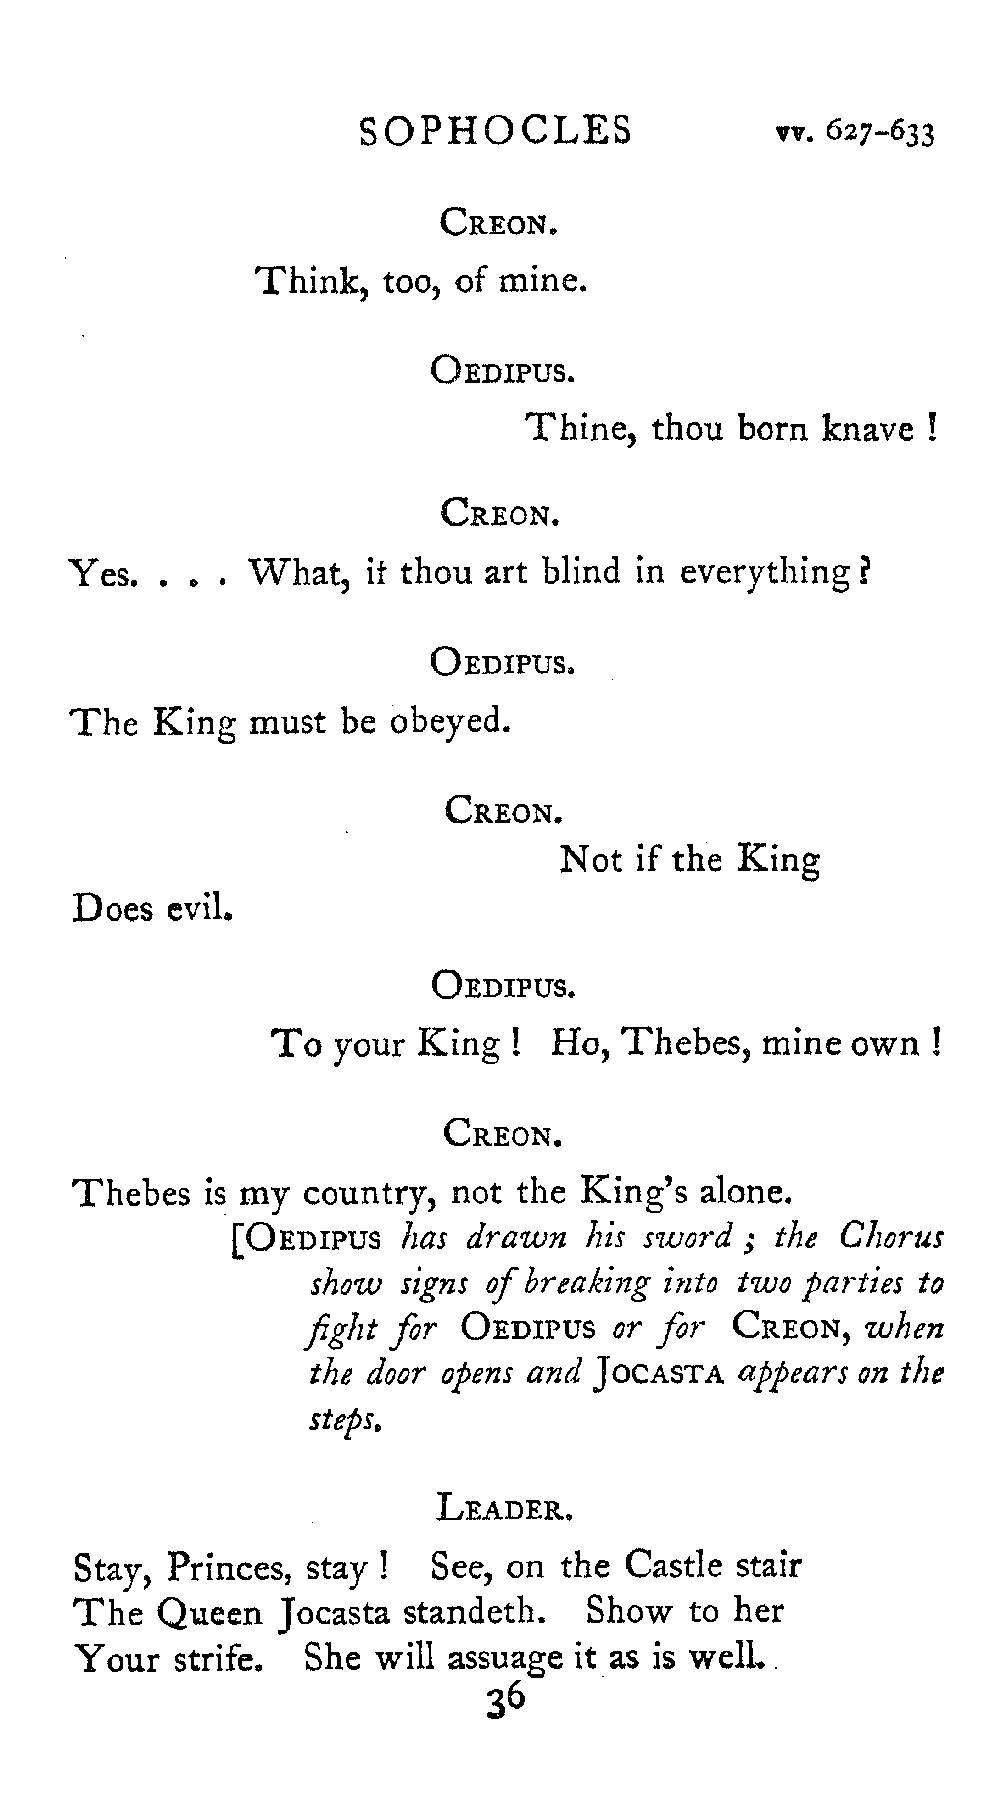 SOPHOCLES vv. 627–633
CREON.
Think, too, of mine.
OEDIPUS.
Thine, thou born knave !
CREON.
Yes. . . . What, if thou art blind in everything ?
OEDIPUS.
The King must be obeyed.
CREON.
Not if the King
Does evil.
OEDIPUS.
To your King ! Ho, Thebes, mine own !
CREON.
Thebes is my country, not the King's alone.
[OEDIPUS has drawn his sword ; the Chorus
show signs of breaking into two parties to
fight for OEDIPUS or for CREON, when
the door opens and JOCASTA appears on the
steps.
LEADER.
Stay, Princes, stay ! See, on the Castle stair
The Queen Jocasta standeth. Show to her
Your strife. She will assuage it as is well.
36